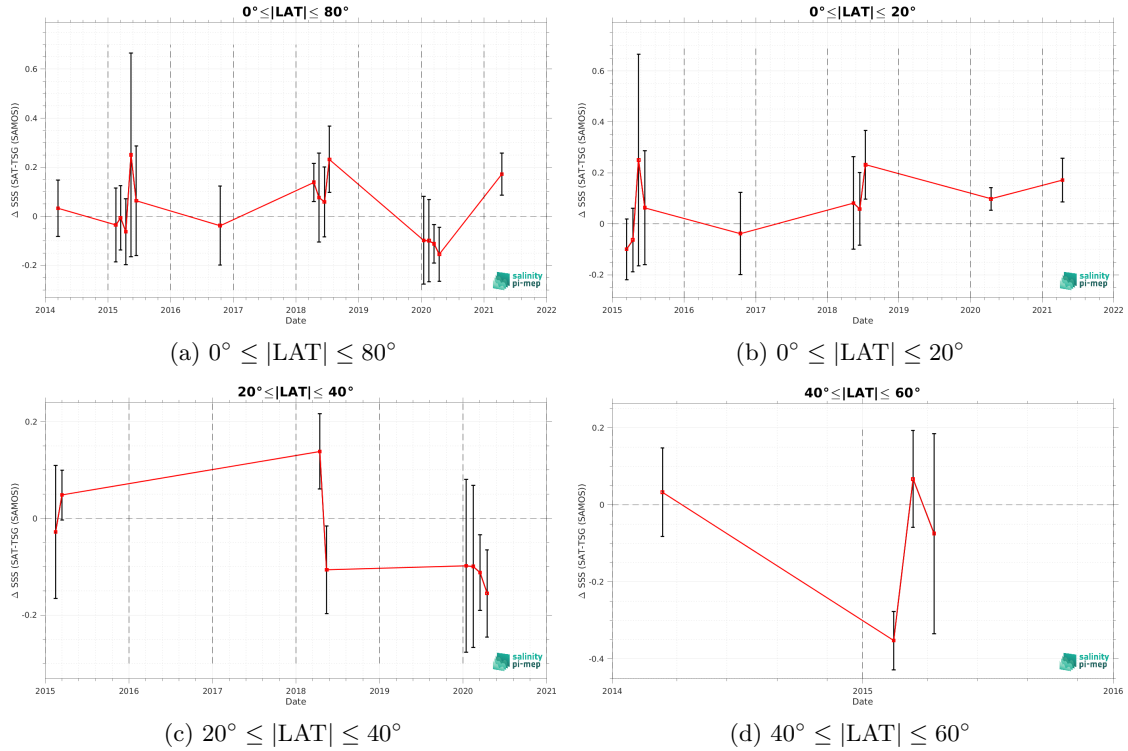 0°≤|LAT|≤ 80°
Δ SSS (SAT-TSG (SAMOS))
0.6
0.4
0.2
0
-0.2
2014 2015 2016 2017 2018 2019 2020 2021 2022
Date
salinity
pi-mep
(a) 0° ≤ |LAT| ≤ 80°
0°≤|LAT|≤ 20°
Δ SSS (SAT-TSG (SAMOS))
0.6
0.4
0.2
0
-0.2
2015 2016 2017 2018 2019 2020 2021 2022
Date
salinity
pi-mep
(b) 0° ≤ |LAT| ≤ 20°
20°≤|LAT|≤ 40°
Δ SSS (SAT-TSG (SAMOS))
0.2
0
-0.2
2015 2016 2017 2018 2019 2020 2021
Date
salinity
pi-mep
(c) 20° ≤ |LAT| ≤ 40°
40°≤|LAT|≤ 60°
Δ SSS (SAT-TSG (SAMOS))
0.2
0
-0.2
-0.4
2014 2015 2016
Date
salinity
pi-mep
(d) 40° ≤ |LAT| ≤ 60°